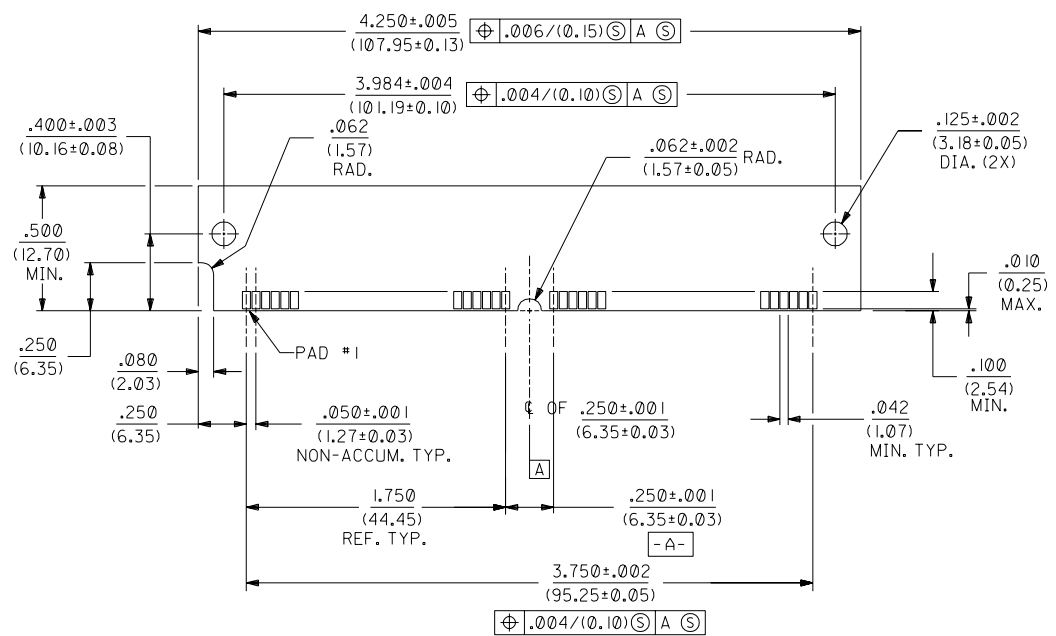 4.250±.005
(107.95±0.13)
⌖ .006/(0.15)Ⓢ A Ⓢ
3.984±.004
(101.19±0.10)
⌖ .004/(0.10)Ⓢ A Ⓢ
.400±.003
(10.16±0.08)
.062
(1.57)
RAD.
.062±.002
(1.57±0.05)
RAD.
.125±.002
(3.18±0.05)
DIA. (2X)
.500
(12.70)
MIN.
.010
(0.25)
MAX.
.250
(6.35)
.080
(2.03)
PAD #1
.100
(2.54)
MIN.
.250
(6.35)
.050±.001
(1.27±0.03)
NON-ACCUM. TYP.
℄ OF .250±.001
(6.35±0.03)
.042
(1.07)
MIN. TYP.
A
1.750
(44.45)
REF. TYP.
.250±.001
(6.35±0.03)
-A-
3.750±.002
(95.25±0.05)
⌖ .004/(0.10)Ⓢ A Ⓢ